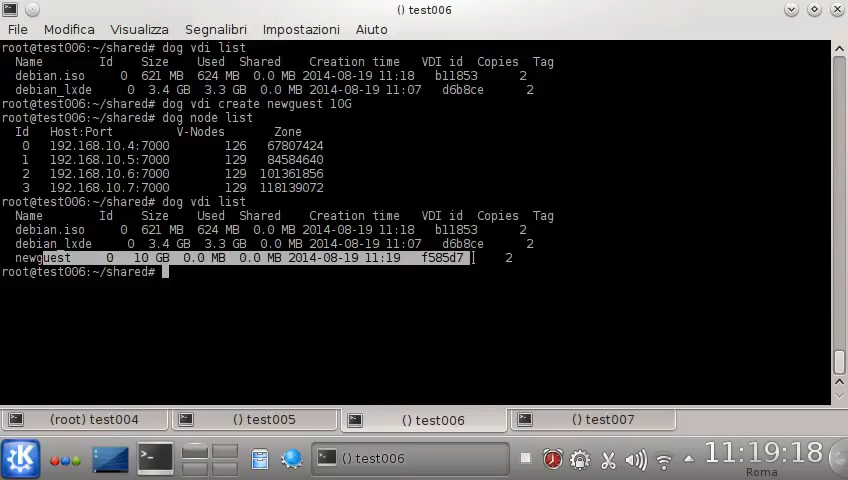 () test006
File Modifica Visualizza Segnalibri Impostazioni Aiuto
root@test006:~/shared# dog vdi list
Name Id Size Used Shared Creation time VDI id Copies Tag
debian.iso 0 621 MB 624 MB 0.0 MB 2014-08-19 11:18 b11853 2
debian_lxde 0 3.4 GB 3.3 GB 0.0 MB 2014-08-19 11:07 d6b8ce 2
root@test006:~/shared# dog vdi create newguest 10G
root@test006:~/shared# dog node list
Id Host:Port V-Nodes Zone
0 192.168.10.4:7000 126 67807424
1 192.168.10.5:7000 129 84584640
2 192.168.10.6:7000 129 101361856
3 192.168.10.7:7000 129 118139072
root@test006:~/shared# dog vdi list
Name Id Size Used Shared Creation time VDI id Copies Tag
debian.iso 0 621 MB 624 MB 0.0 MB 2014-08-19 11:18 b11853 2
debian_lxde 0 3.4 GB 3.3 GB 0.0 MB 2014-08-19 11:07 d6b8ce 2
newguest 0 10 GB 0.0 MB 0.0 MB 2014-08-19 11:19 f585d7 2
root@test006:~/shared#
(root) test004 () test005 () test006 () test007
() test006 11:19:18
Roma